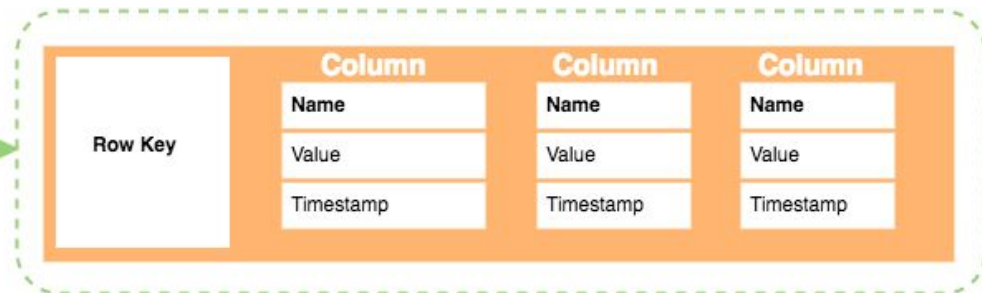 Column Column Column
Name Name Name
Row Key
Value Value Value
Timestamp Timestamp Timestamp